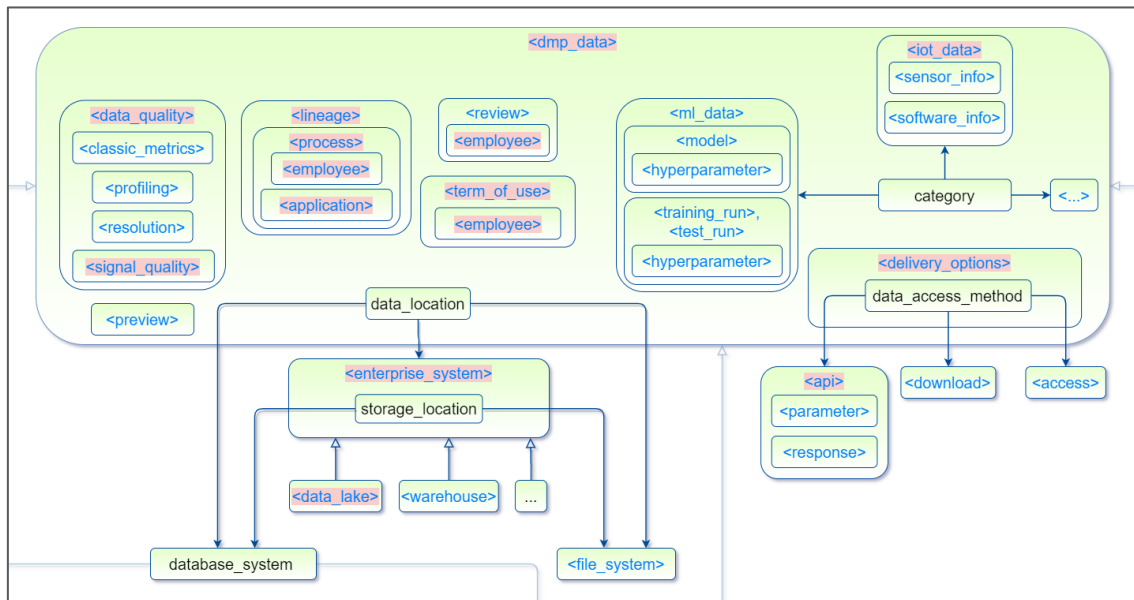 <dmp_data>
<iot_data>
<sensor_info>
<software_info>
<data_quality>
<classic_metrics>
<profiling>
<resolution>
<signal_quality>
<preview>
<lineage>
<process>
<employee>
<application>
<review>
<employee>
<term_of_use>
<employee>
<ml_data>
<model>
<hyperparameter>
<training_run>,
<test_run>
<hyperparameter>
category
<...>
<delivery_options>
data_access_method
data_location
<enterprise_system>
storage_location
<api>
<parameter>
<response>
<download>
<access>
<data_lake>
<warehouse>
...
database_system
<file_system>